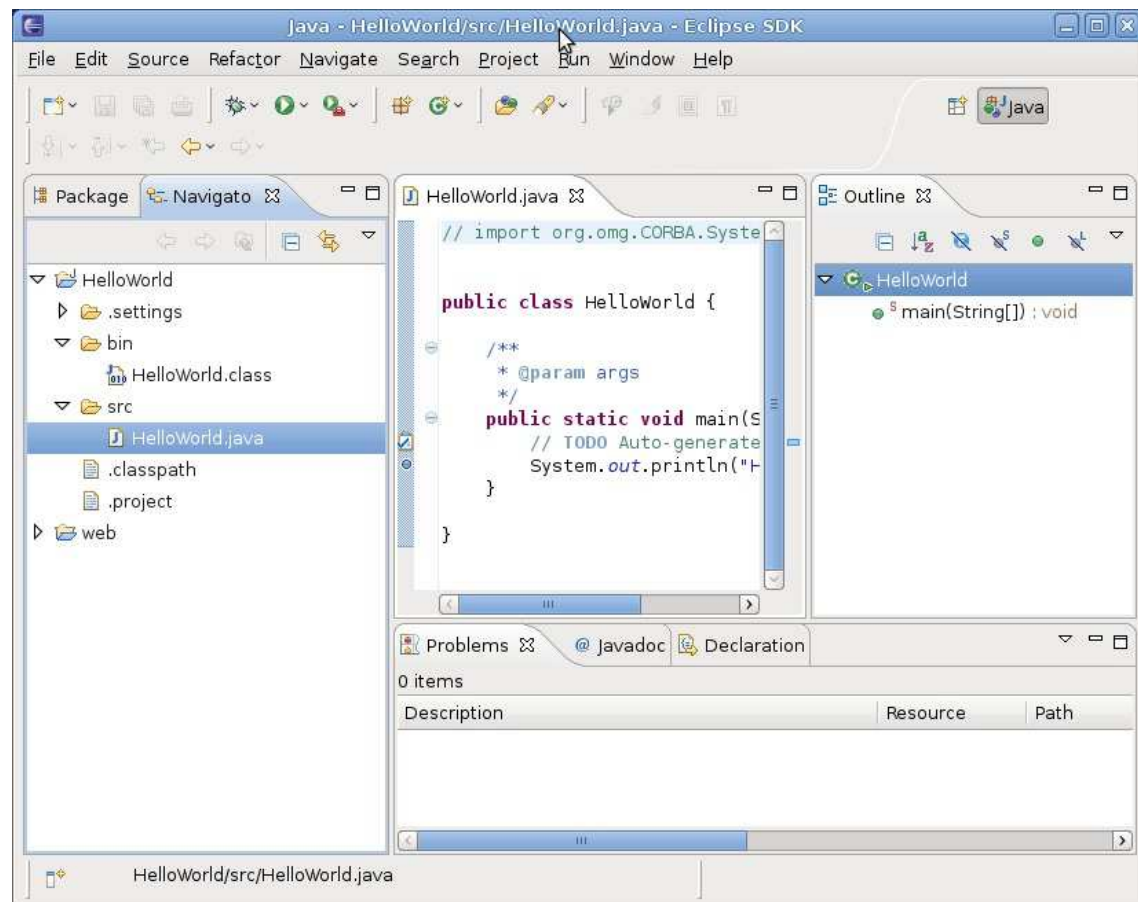 Java - HelloWorld/src/HelloWorld.java - Eclipse SDK
File Edit Source Refactor Navigate Search Project Run Window Help
Java
Package Navigato
HelloWorld
.settings
bin
HelloWorld.class
src
HelloWorld.java
.classpath
.project
web
HelloWorld.java
// import org.omg.CORBA.Syste
public class HelloWorld {
/**
* @param args
*/
public static void main(S
// TODO Auto-generate
System.out.println("H
}
}
Outline
HelloWorld
main(String[]) : void
Problems @ Javadoc Declaration
0 items
Description Resource Path
HelloWorld/src/HelloWorld.java